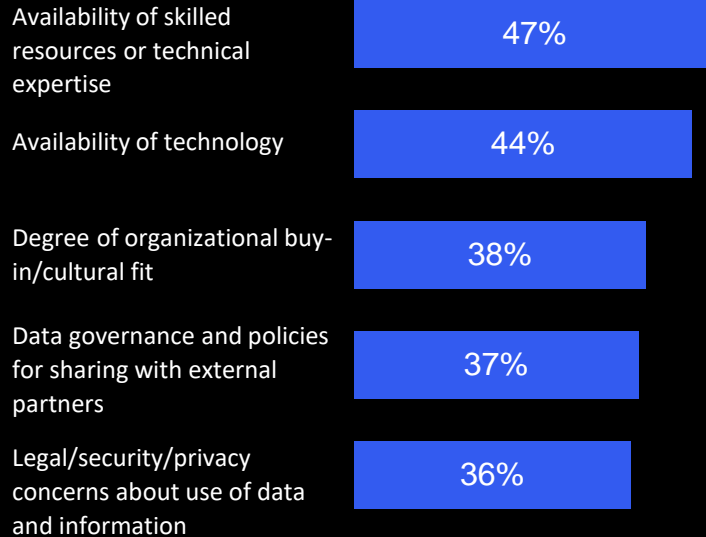 Availability of skilled
resources or technical
expertise
47%
Availability of technology
44%
Degree of organizational buy-
in/cultural fit
38%
Data governance and policies
for sharing with external
partners
37%
Legal/security/privacy
concerns about use of data
and information
36%